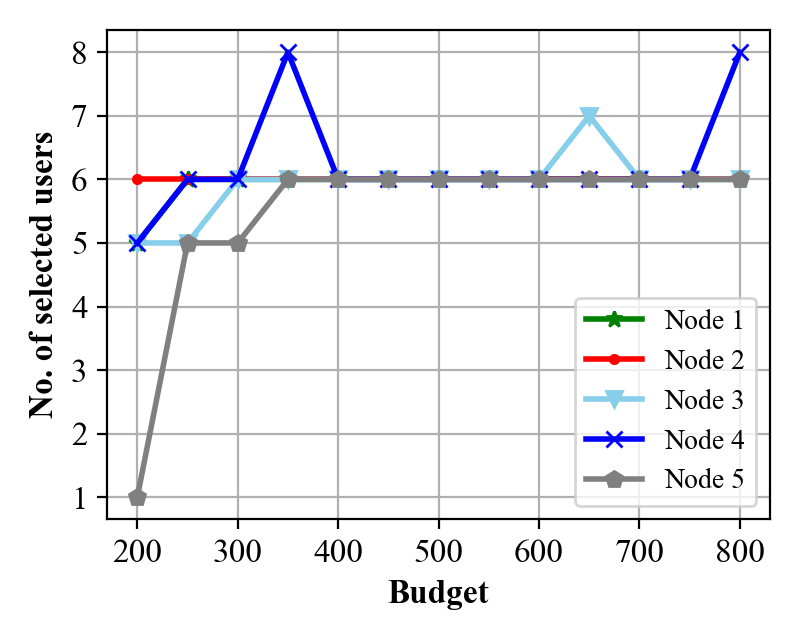 8
7
6
5
4
3
2
1
No. of selected users
Node 1
Node 2
Node 3
Node 4
Node 5
200 300 400 500 600 700 800
Budget